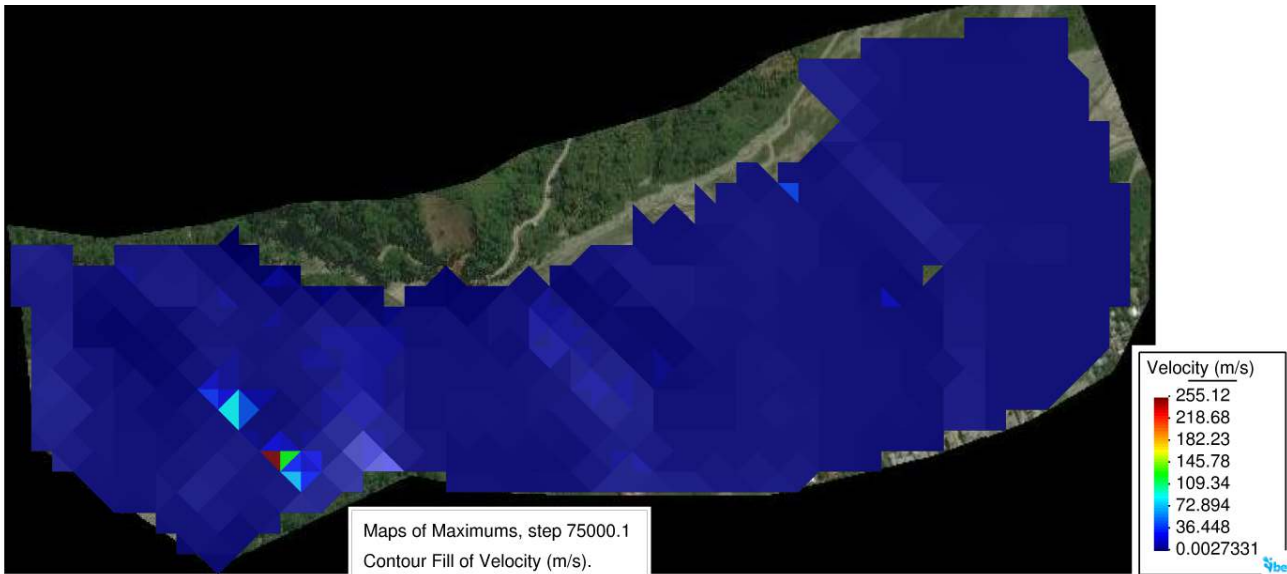 Velocity (m/s)
255.12
218.68
182.23
145.78
109.34
72.894
36.448
0.0027331
Maps of Maximums, step 75000.1
Contour Fill of Velocity (m/s).